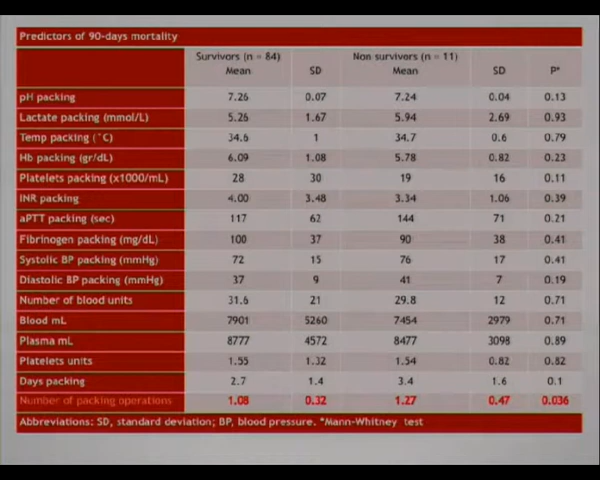 Predictors of 90-days mortality
Survivors (n = 84) Non survivors (n = 11)
Mean SD Mean SD P*
pH packing 7.26 0.07 7.24 0.04 0.13
Lactate packing (mmol/L) 5.26 1.67 5.94 2.69 0.93
Temp packing (°C) 34.6 1 34.7 0.6 0.79
Hb packing (gr/dL) 6.09 1.08 5.78 0.82 0.23
Platelets packing (x1000/mL) 28 30 19 16 0.11
INR packing 4.00 3.48 3.34 1.06 0.39
aPTT packing (sec) 117 62 144 71 0.21
Fibrinogen packing (mg/dL) 100 37 90 38 0.41
Systolic BP packing (mmHg) 72 15 76 17 0.41
Diastolic BP packing (mmHg) 37 9 41 7 0.19
Number of blood units 31.6 21 29.8 12 0.71
Blood mL 7901 5260 7454 2979 0.71
Plasma mL 8777 4572 8477 3098 0.89
Platelets units 1.55 1.32 1.54 0.82 0.82
Days packing 2.7 1.4 3.4 1.6 0.1
Number of packing operations 1.08 0.32 1.27 0.47 0.036
Abbreviations: SD, standard deviation; BP, blood pressure. *Mann-Whitney test